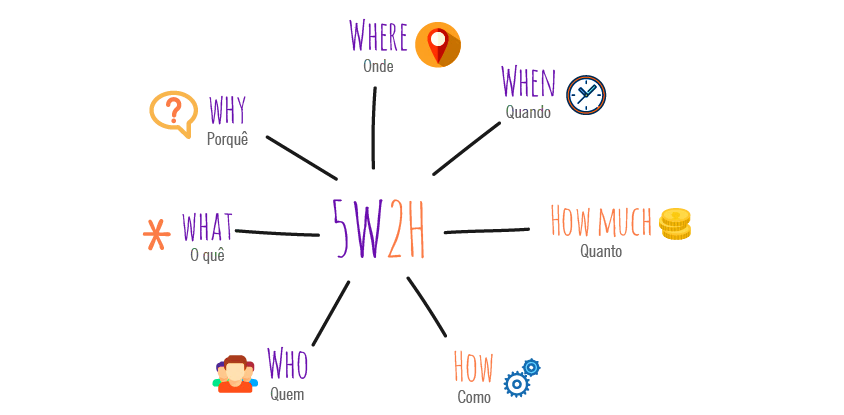 WHERE
Onde
WHEN
Quando
WHY
Porquê
5W2H
HOW MUCH
Quanto
WHAT
O quê
WHO
Quem
HOW
Como